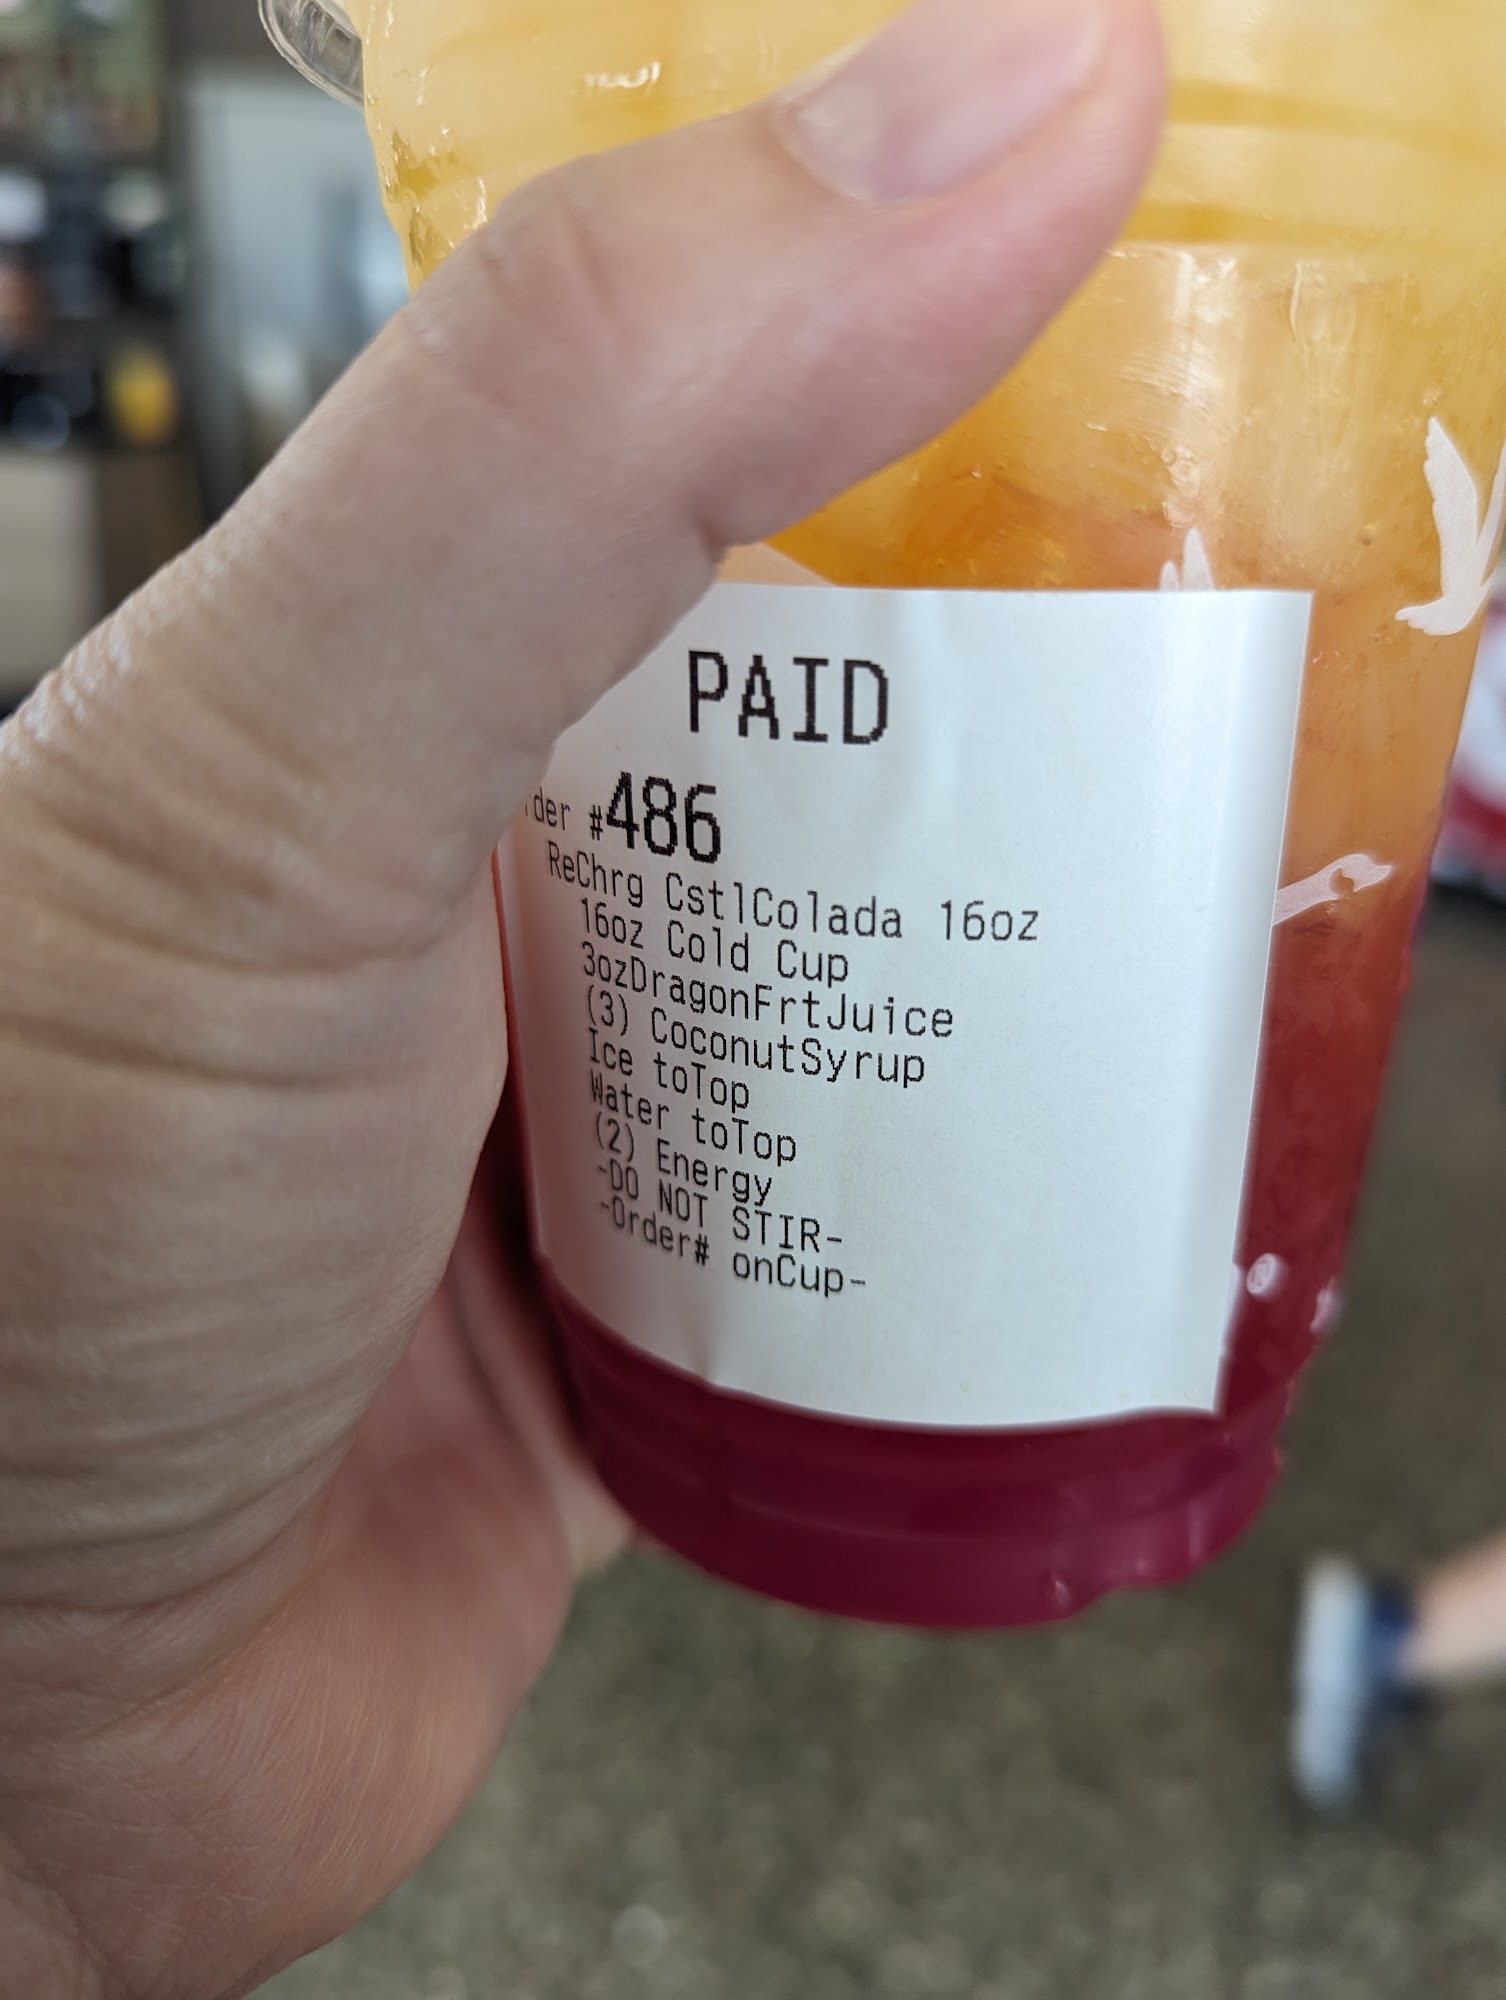 PAID
rder #486
ReChrg CstlColada 16oz
16oz Cold Cup
3ozDragonFrtJuice
(3) CoconutSyrup
Ice toTop
Water toTop
(2) Energy
-DO NOT STIR-
-Order# onCup-
®